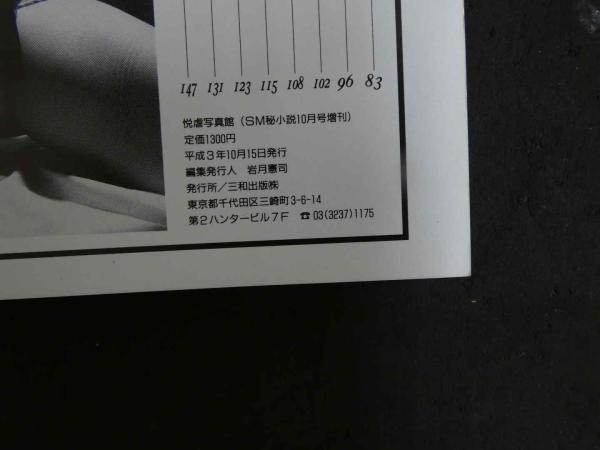 147 131 123 115 108 102 96 83
悦虐写真館（SM秘小説10月号増刊）
定価1300円
平成3年10月15日発行
編集発行人 岩月憲司
発行所／三和出版㈱
東京都千代田区三崎町3-6-14
第2ハンタービル7F ☎03(3237)1175